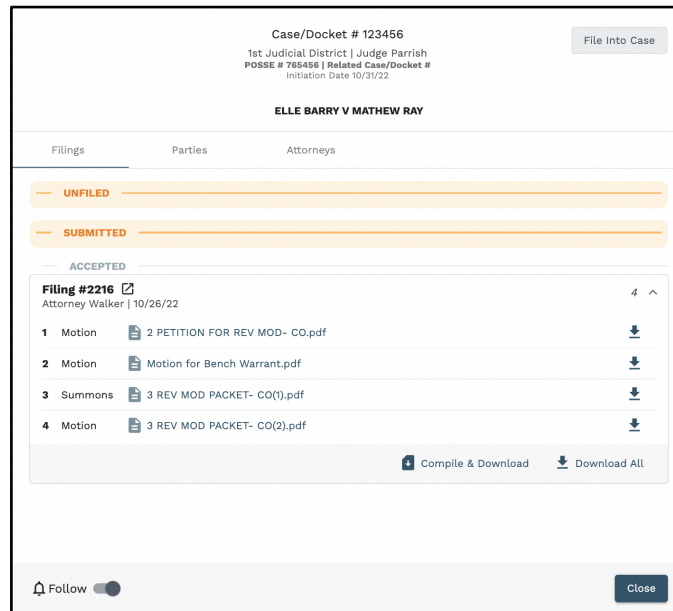 Case/Docket # 123456
File Into Case
1st Judicial District | Judge Parrish
POSSE # 765456 | Related Case/Docket #
Initiation Date 10/31/22
ELLE BARRY V MATHEW RAY
Filings Parties Attorneys
UNFILED
SUBMITTED
ACCEPTED
Filing #2216
4
Attorney Walker | 10/26/22
1 Motion 2 PETITION FOR REV MOD- CO.pdf
2 Motion Motion for Bench Warrant.pdf
3 Summons 3 REV MOD PACKET- CO(1).pdf
4 Motion 3 REV MOD PACKET- CO(2).pdf
Compile & Download Download All
Follow Close